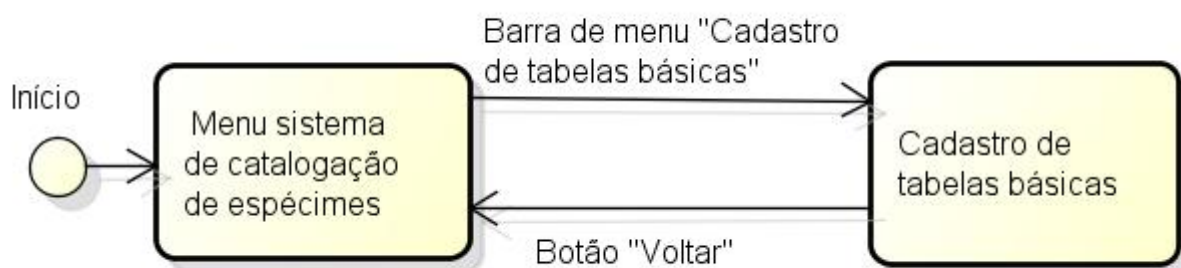 Barra de menu "Cadastro
de tabelas básicas"
Início
Menu sistema
de catalogação
de espécimes
Cadastro de
tabelas básicas
Botão "Voltar"